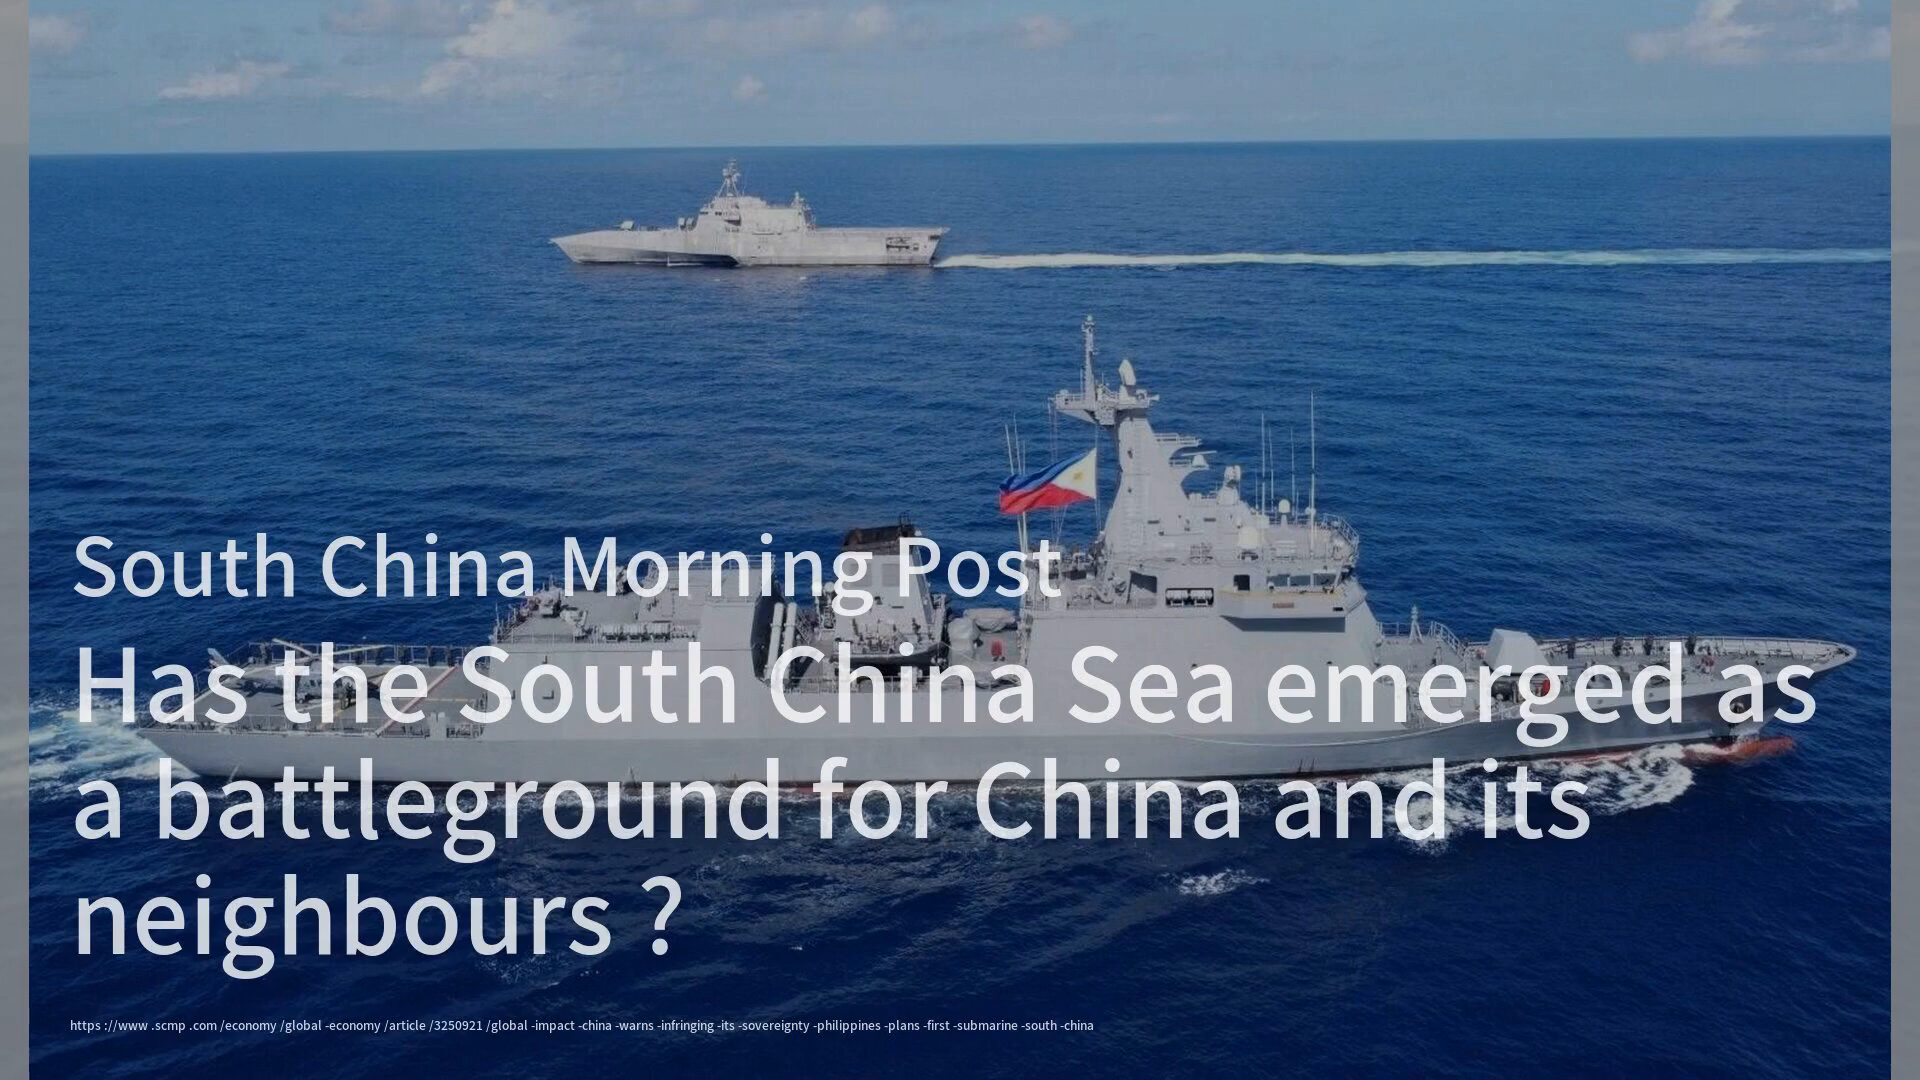 South China Morning Post
Has the South China Sea emerged as
a battleground for China and its
neighbours ?
https ://www .scmp .com /economy /global -economy /article /3250921 /global -impact -china -warns -infringing -its -sovereignty -philippines -plans -first -submarine -south -china